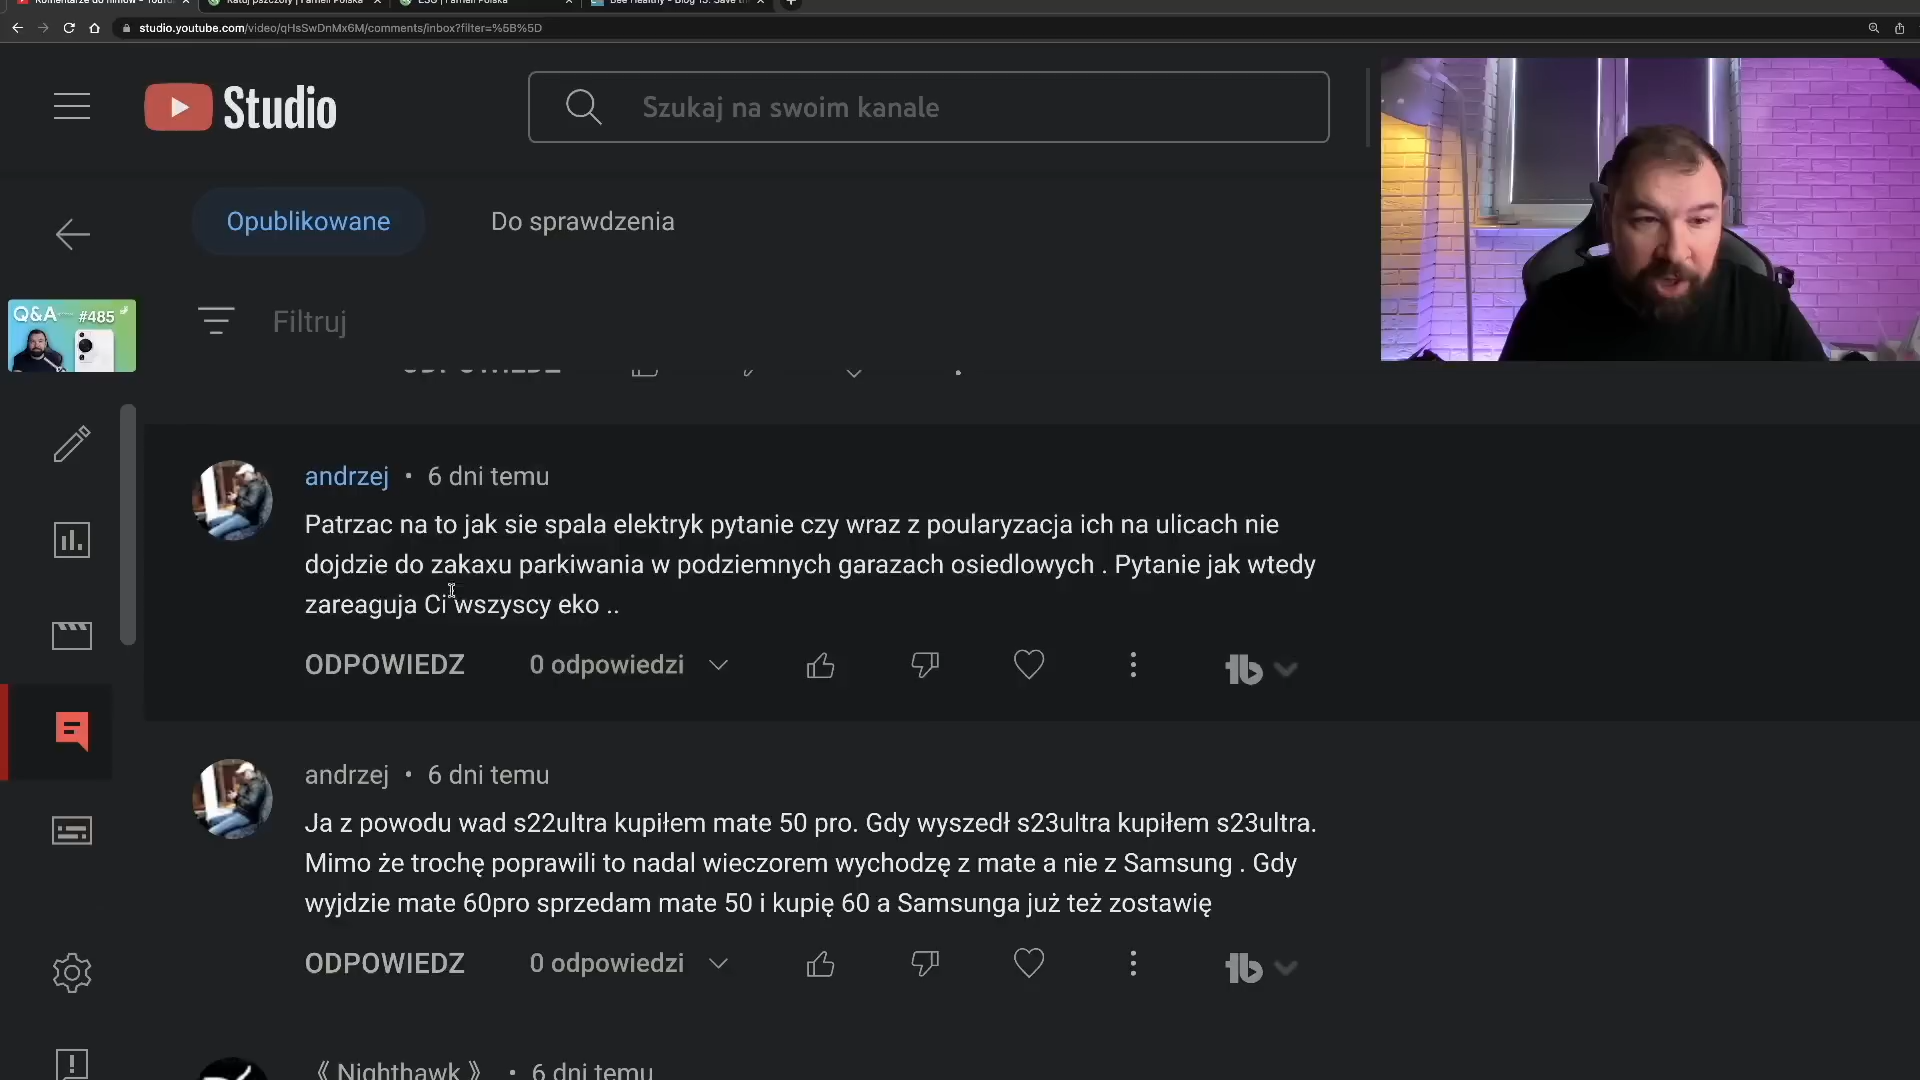 studio.youtube.com/video/qHsSwDnMx6M/comments/inbox?filter=%5B%5D
Studio
Szukaj na swoim kanale
Opublikowane
Do sprawdzenia
Q&A #485
Filtruj
ODPOWIEDZ
andrzej • 6 dni temu
Patrzac na to jak sie spala elektryk pytanie czy wraz z poularyzacja ich na ulicach nie
dojdzie do zakaxu parkiwania w podziemnych garazach osiedlowych . Pytanie jak wtedy
zareaguja Ci wszyscy eko ..
ODPOWIEDZ 0 odpowiedzi
andrzej • 6 dni temu
Ja z powodu wad s22ultra kupiłem mate 50 pro. Gdy wyszedł s23ultra kupiłem s23ultra.
Mimo że trochę poprawili to nadal wieczorem wychodzę z mate a nie z Samsung . Gdy
wyjdzie mate 60pro sprzedam mate 50 i kupię 60 a Samsunga już też zostawię
ODPOWIEDZ 0 odpowiedzi
《 Nighthawk 》 • 6 dni temu